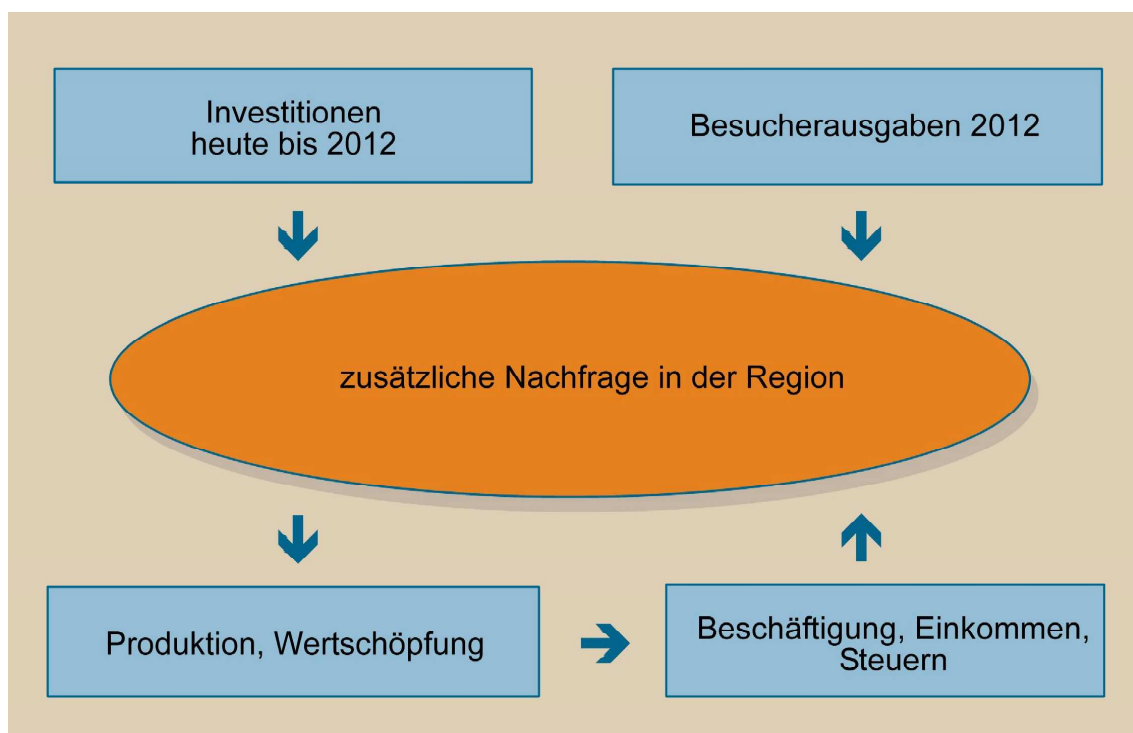 Investitionen
heute bis 2012
Besucherausgaben 2012
zusätzliche Nachfrage in der Region
Produktion, Wertschöpfung
Beschäftigung, Einkommen,
Steuern